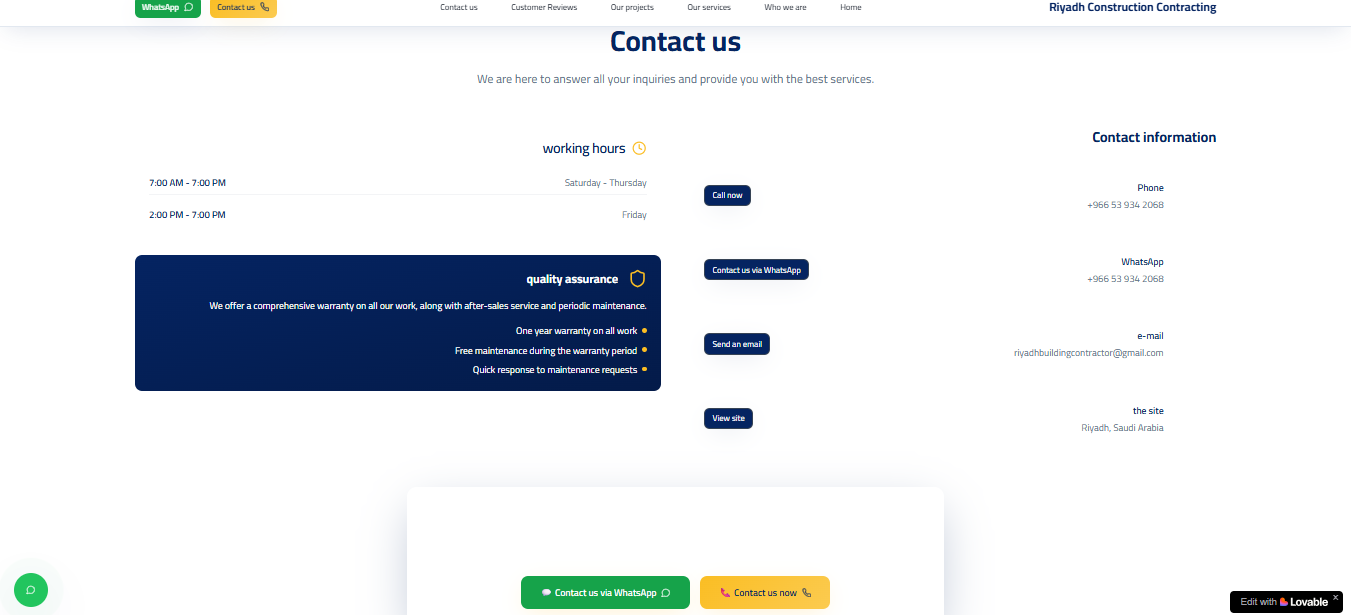 WhatsApp
Contact us
Contact us
Customer Reviews
Our projects
Our services
Who we are
Home
Riyadh Construction Contracting
Contact us
We are here to answer all your inquiries and provide you with the best services.
working hours
7:00 AM - 7:00 PM
Saturday - Thursday
2:00 PM - 7:00 PM
Friday
quality assurance
We offer a comprehensive warranty on all our work, along with after-sales service and periodic maintenance.
One year warranty on all work
Free maintenance during the warranty period
Quick response to maintenance requests
Contact information
Phone
+966 53 934 2068
Call now
WhatsApp
+966 53 934 2068
Contact us via WhatsApp
e-mail
riyadhbuildingcontractor@gmail.com
Send an email
the site
Riyadh, Saudi Arabia
View site
Contact us via WhatsApp
Contact us now
Edit with Lovable